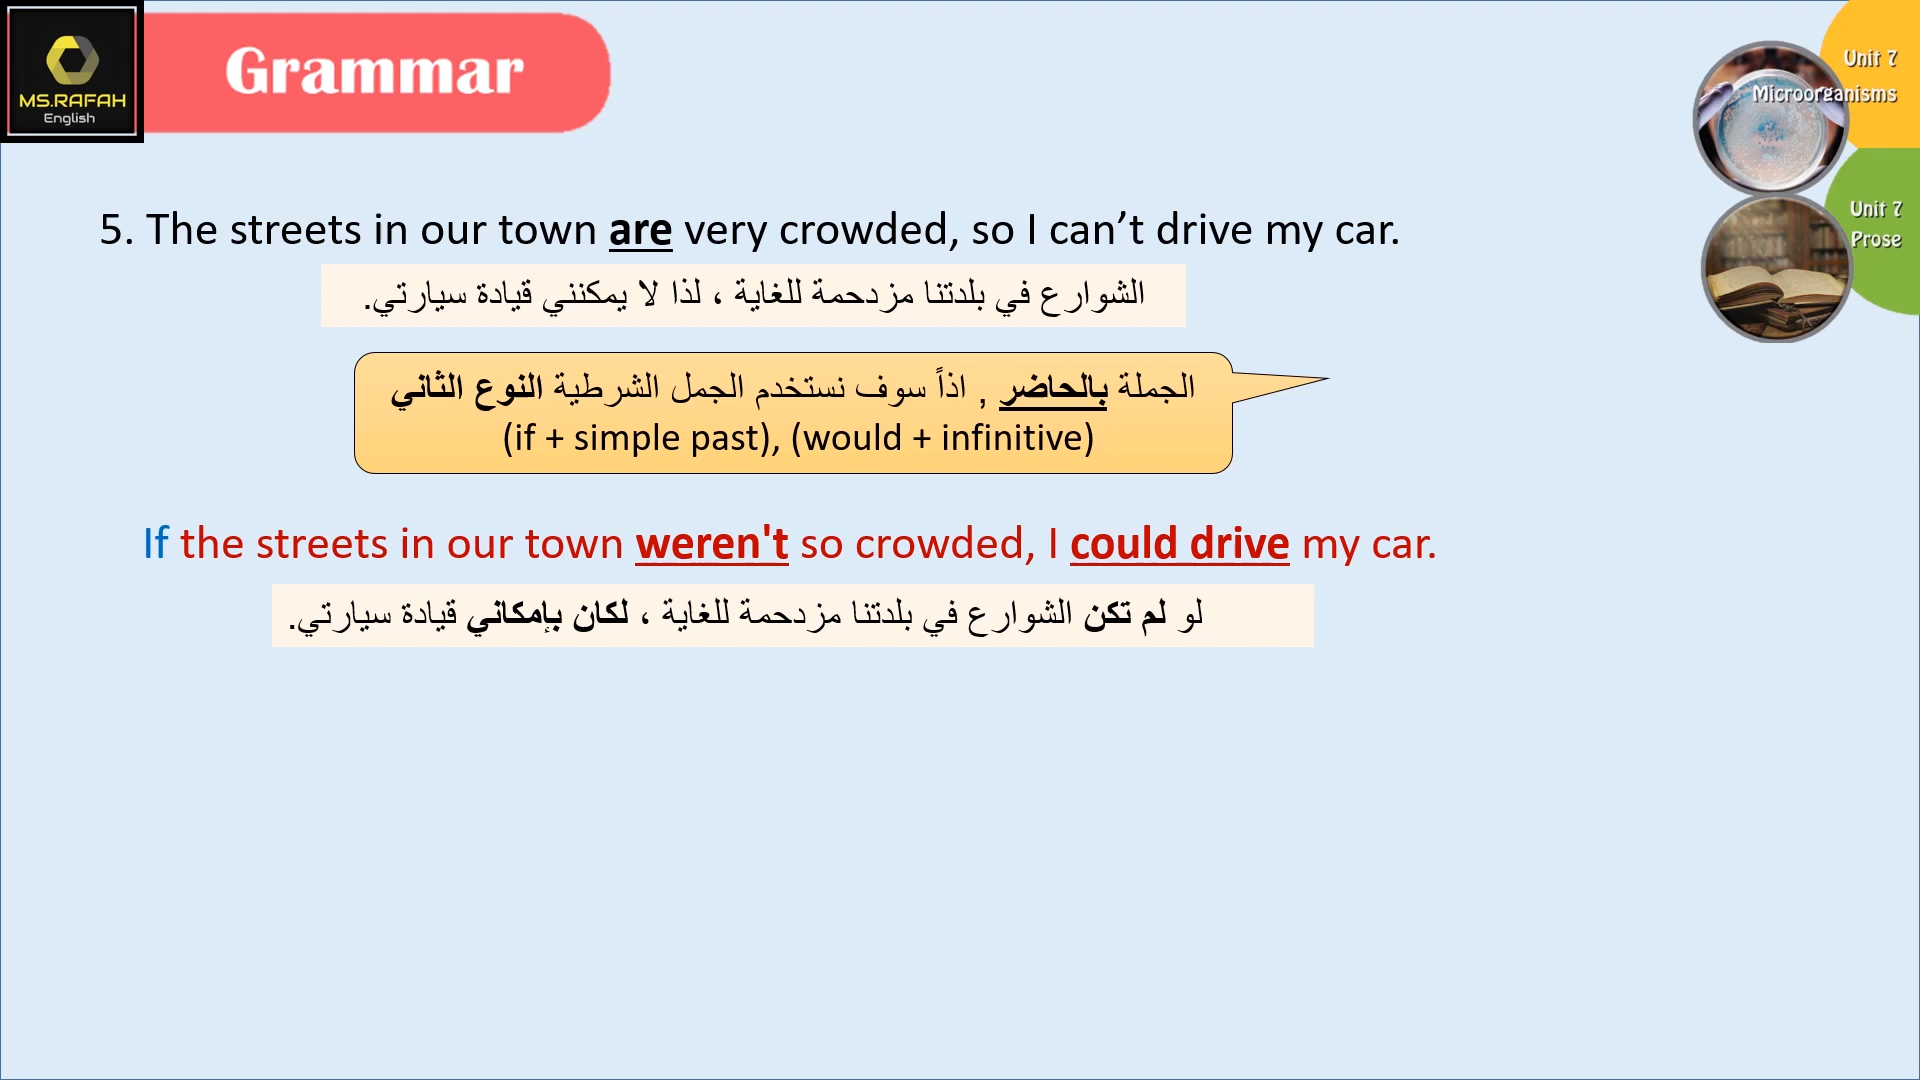 MS.RAFAH
English
Grammar
Unit 7
Microorganisms
Unit 7
Prose
5. The streets in our town are very crowded, so I can’t drive my car.
الشوارع في بلدتنا مزدحمة للغاية ، لذا لا يمكنني قيادة سيارتي.
الجملة بالحاضر , اذاً سوف نستخدم الجمل الشرطية النوع الثاني
(if + simple past), (would + infinitive)
If the streets in our town weren't so crowded, I could drive my car.
لو لم تكن الشوارع في بلدتنا مزدحمة للغاية ، لكان بإمكاني قيادة سيارتي.